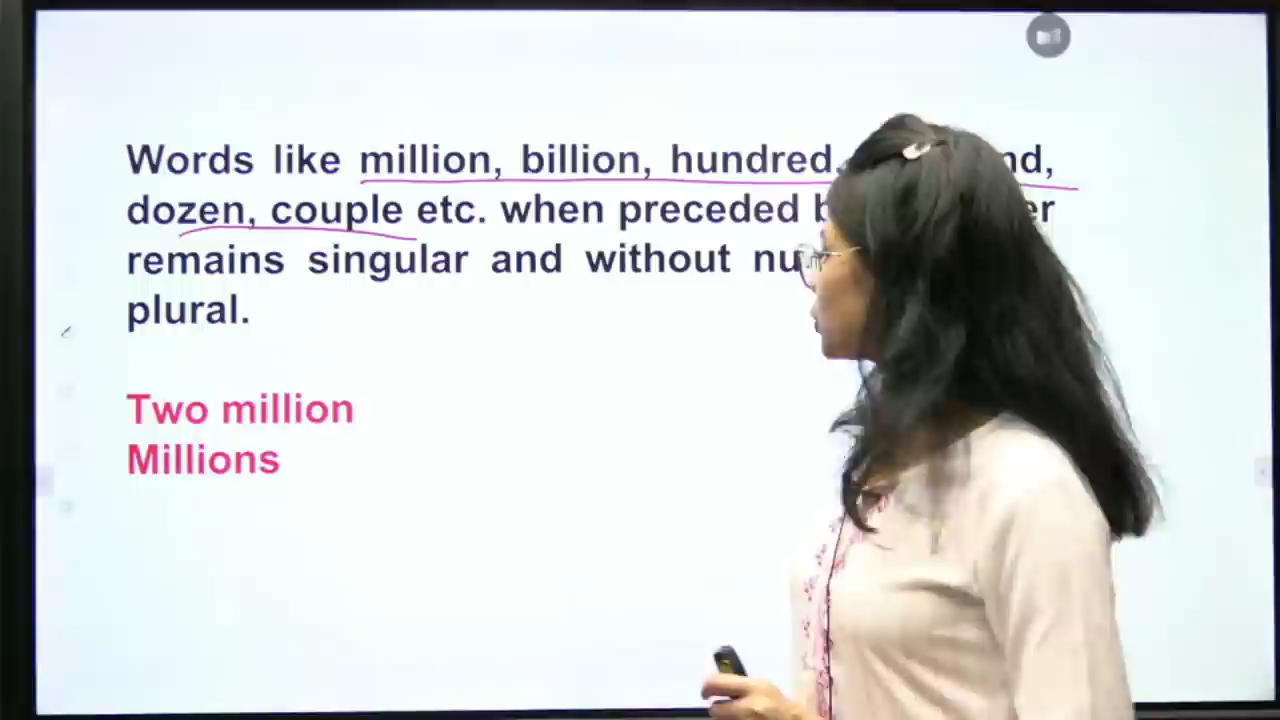 Words like million, billion, hundred,
dozen, couple etc. when preceded
remains singular and without
plural.
Two million
Millions